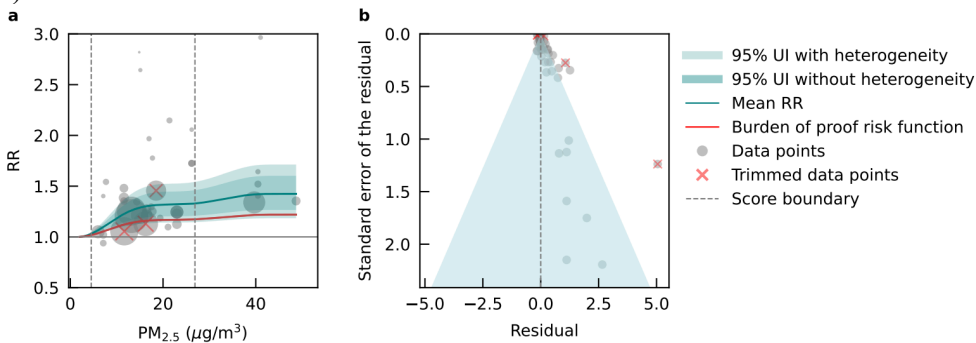 a
3.0
2.5
2.0
1.5
1.0
0.5
RR
0
20
40
PM2.5 (μg/m³)
b
0.0
0.5
1.0
1.5
2.0
Standard error of the residual
−5.0
−2.5
0.0
2.5
5.0
Residual
95% UI with heterogeneity
95% UI without heterogeneity
Mean RR
Burden of proof risk function
Data points
Trimmed data points
Score boundary